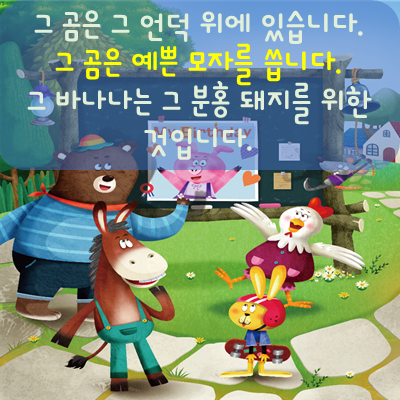 그 곰은 그 언덕 위에 있습니다.
그 곰은 예쁜 모자를 씁니다.
그 바나나는 그 분홍 돼지를 위한
것입니다.
Birthday